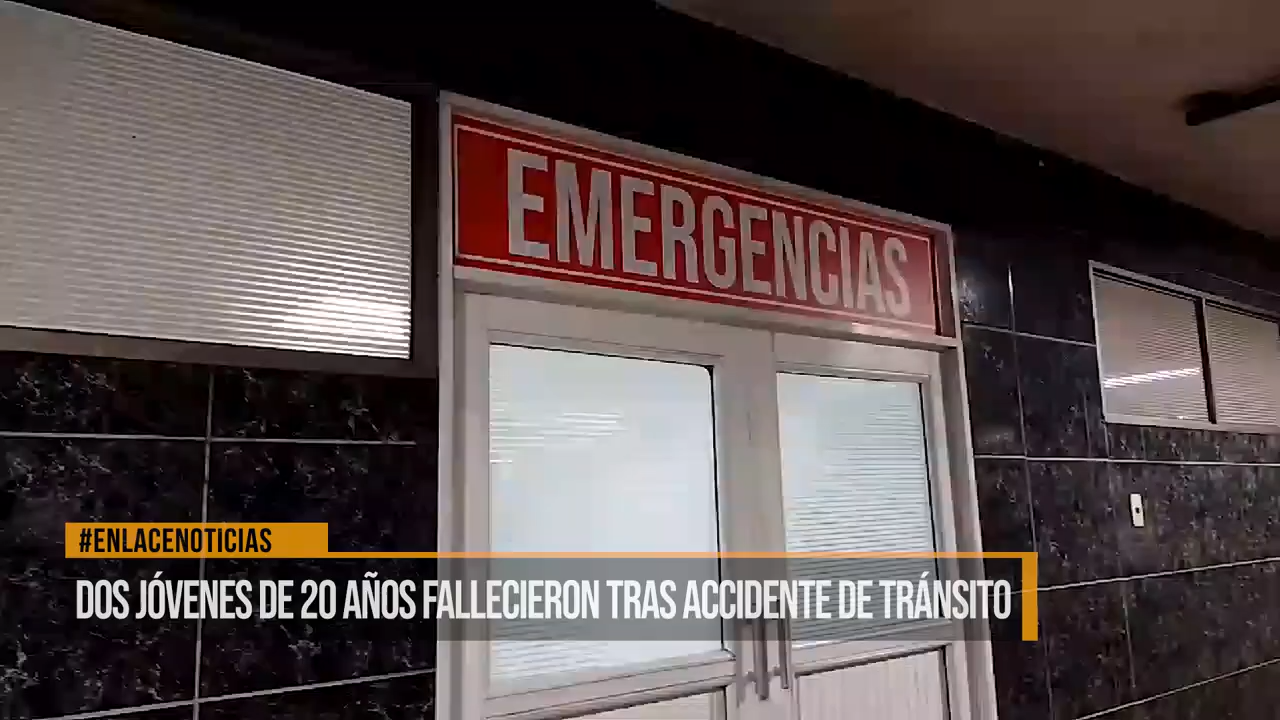 EMERGENCIAS
#ENLACENOTICIAS
DOS JÓVENES DE 20 AÑOS FALLECIERON TRAS ACCIDENTE DE TRÁNSITO